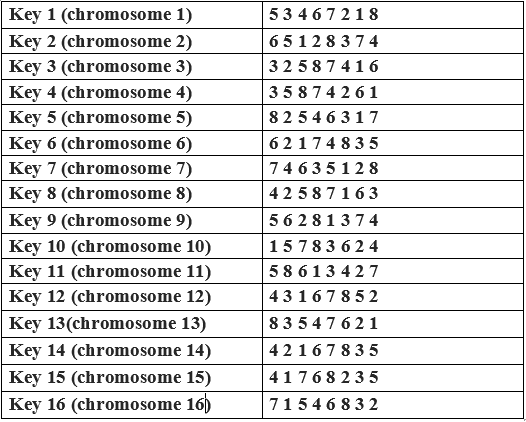 Key 1 (chromosome 1) 5 3 4 6 7 2 1 8
Key 2 (chromosome 2) 6 5 1 2 8 3 7 4
Key 3 (chromosome 3) 3 2 5 8 7 4 1 6
Key 4 (chromosome 4) 3 5 8 7 4 2 6 1
Key 5 (chromosome 5) 8 2 5 4 6 3 1 7
Key 6 (chromosome 6) 6 2 1 7 4 8 3 5
Key 7 (chromosome 7) 7 4 6 3 5 1 2 8
Key 8 (chromosome 8) 4 2 5 8 7 1 6 3
Key 9 (chromosome 9) 5 6 2 8 1 3 7 4
Key 10 (chromosome 10) 1 5 7 8 3 6 2 4
Key 11 (chromosome 11) 5 8 6 1 3 4 2 7
Key 12 (chromosome 12) 4 3 1 6 7 8 5 2
Key 13(chromosome 13) 8 3 5 4 7 6 2 1
Key 14 (chromosome 14) 4 2 1 6 7 8 3 5
Key 15 (chromosome 15) 4 1 7 6 8 2 3 5
Key 16 (chromosome 16) 7 1 5 4 6 8 3 2